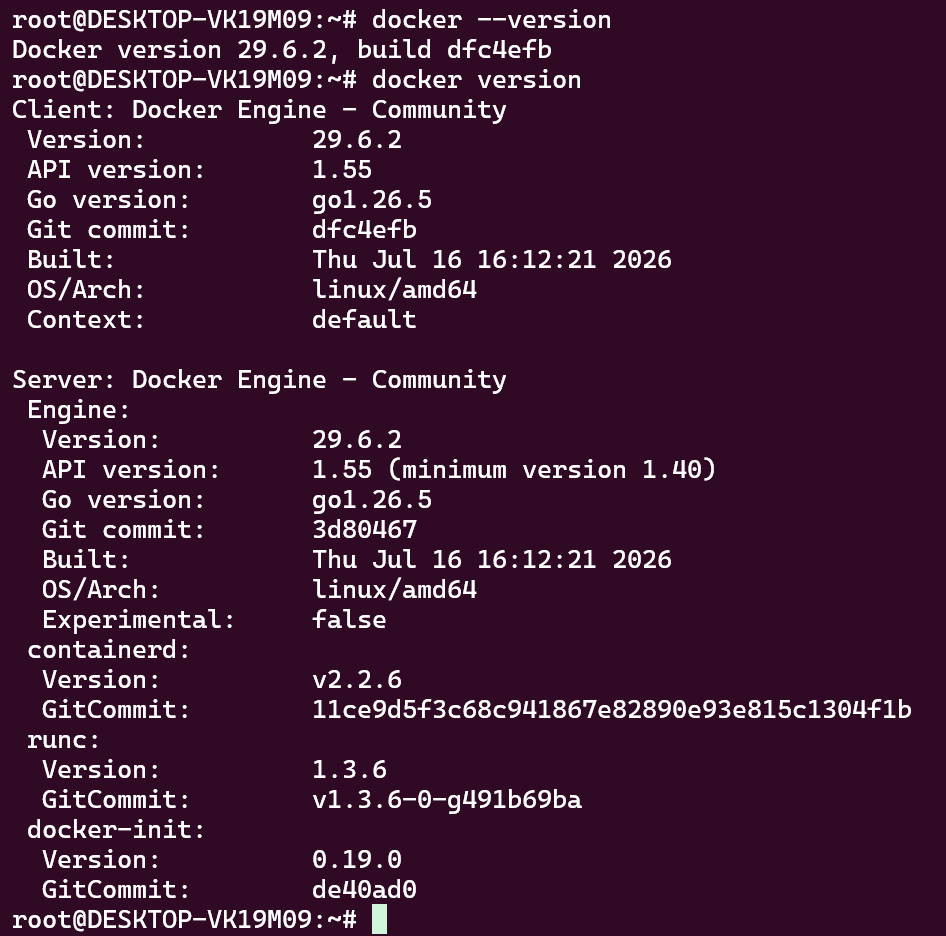 root@DESKTOP-VK19M09:~# docker --version
Docker version 29.6.2, build dfc4efb
root@DESKTOP-VK19M09:~# docker version
Client: Docker Engine - Community
 Version:           29.6.2
 API version:       1.55
 Go version:        go1.26.5
 Git commit:        dfc4efb
 Built:             Thu Jul 16 16:12:21 2026
 OS/Arch:           linux/amd64
 Context:           default

Server: Docker Engine - Community
 Engine:
  Version:          29.6.2
  API version:      1.55 (minimum version 1.40)
  Go version:       go1.26.5
  Git commit:       3d80467
  Built:            Thu Jul 16 16:12:21 2026
  OS/Arch:          linux/amd64
  Experimental:     false
 containerd:
  Version:          v2.2.6
  GitCommit:        11ce9d5f3c68c941867e82890e93e815c1304f1b
 runc:
  Version:          1.3.6
  GitCommit:        v1.3.6-0-g491b69ba
 docker-init:
  Version:          0.19.0
  GitCommit:        de40ad0
root@DESKTOP-VK19M09:~#